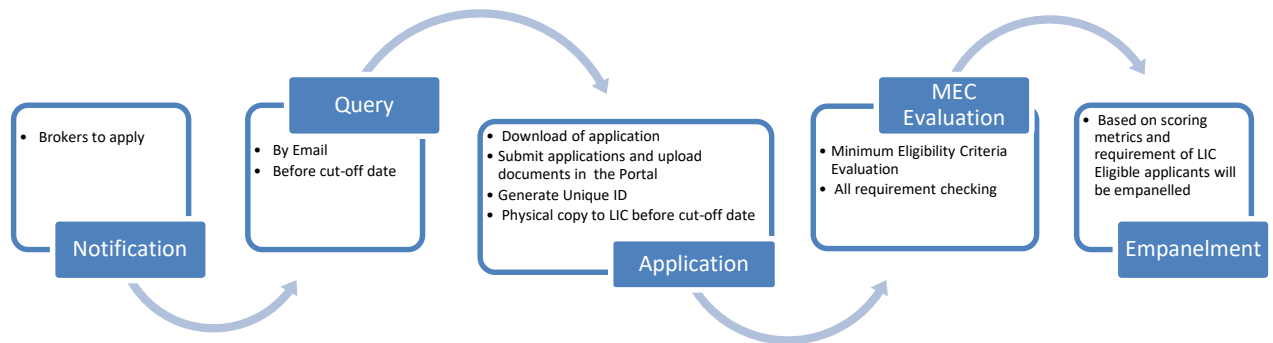 • Brokers to apply
Notification
Query
• By Email
• Before cut-off date
• Download of application
• Submit applications and upload
documents in the Portal
• Generate Unique ID
• Physical copy to LIC before cut-off date
Application
MEC
Evaluation
• Minimum Eligibility Criteria
Evaluation
• All requirement checking
• Based on scoring
metrics and
requirement of LIC
Eligible applicants will
be empanelled
Empanelment